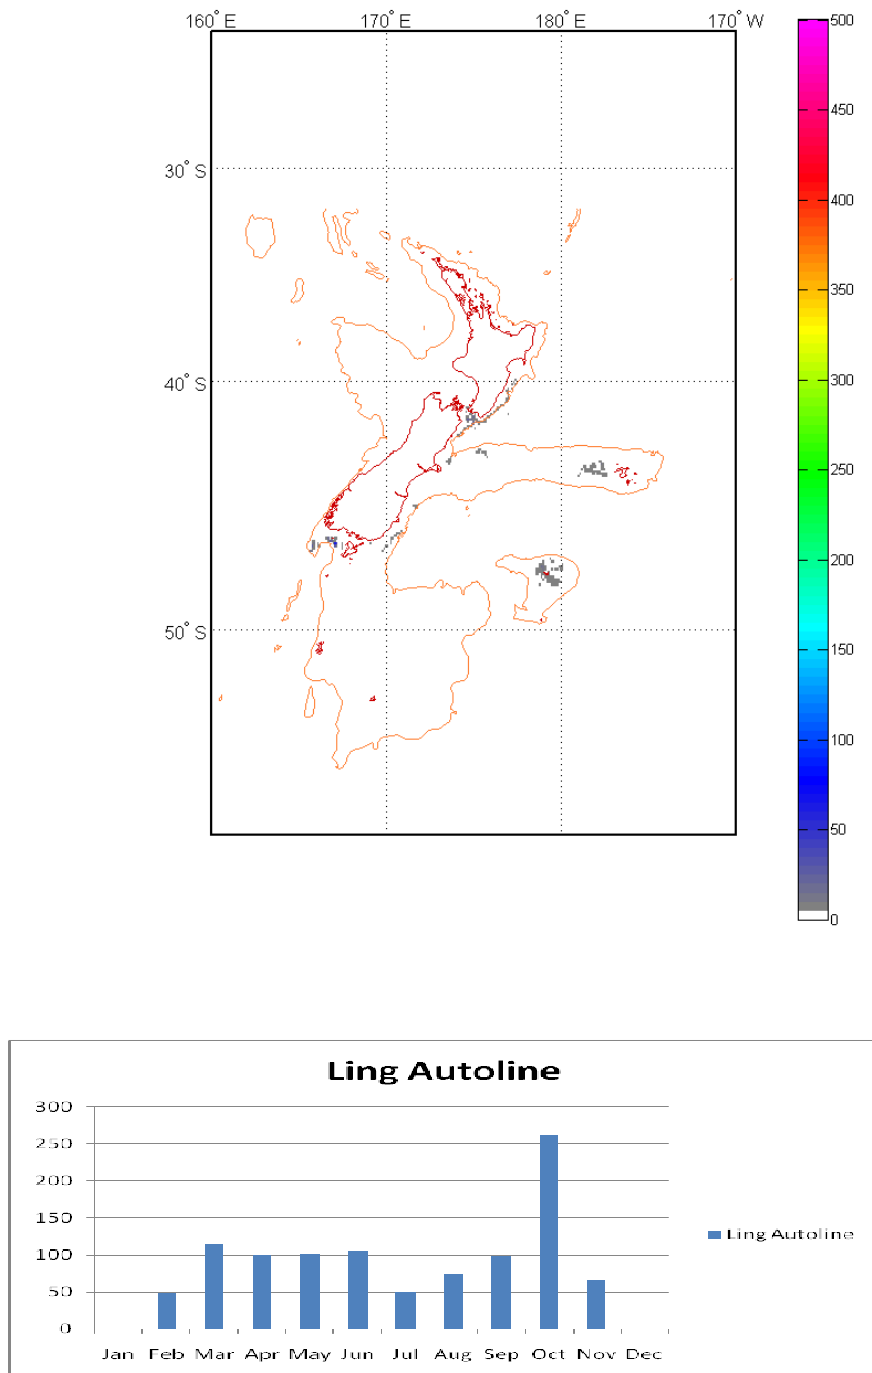 160° E 170° E 180° E 170° W
500
450
400
350
300
250
200
150
100
50
0
30° S
40° S
50° S
Ling Autoline
300
250
200
150
100
50
0
Jan Feb Mar Apr May Jun Jul Aug Sep Oct Nov Dec
Ling Autoline